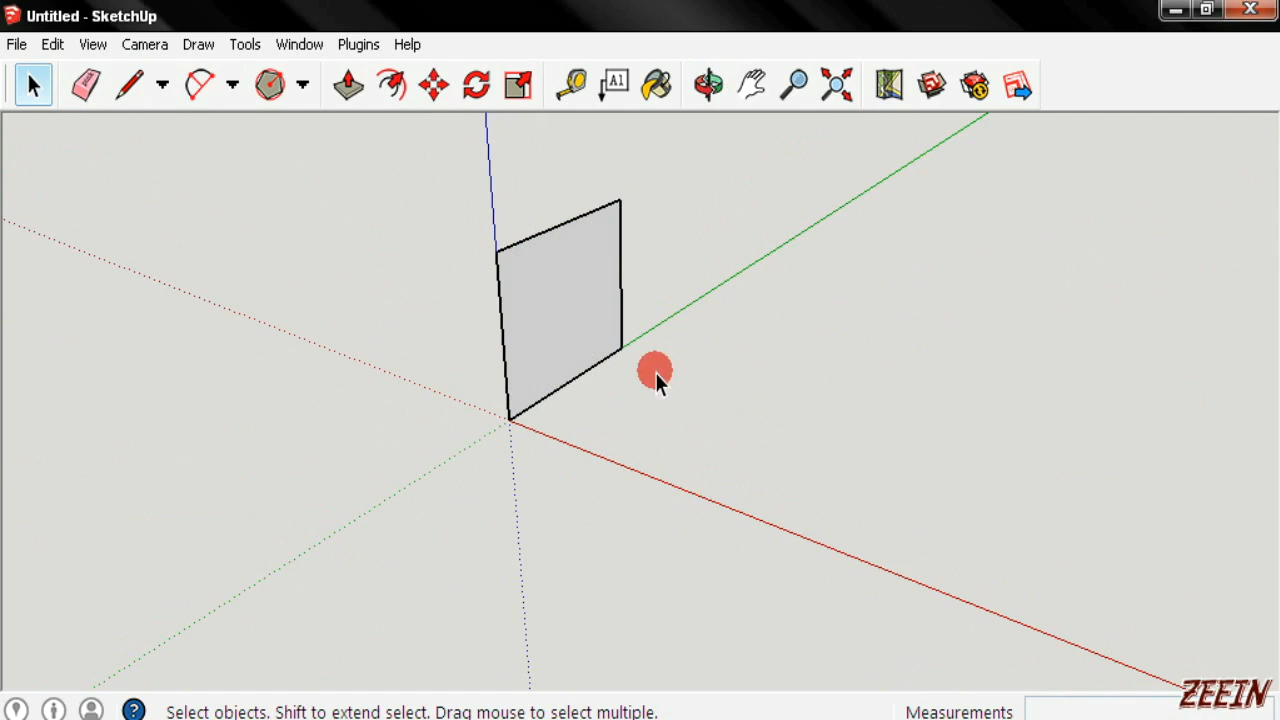 Untitled - SketchUp
File Edit View Camera Draw Tools Window Plugins Help
A1
Select objects. Shift to extend select. Drag mouse to select multiple.
Measurements
ZEEIN